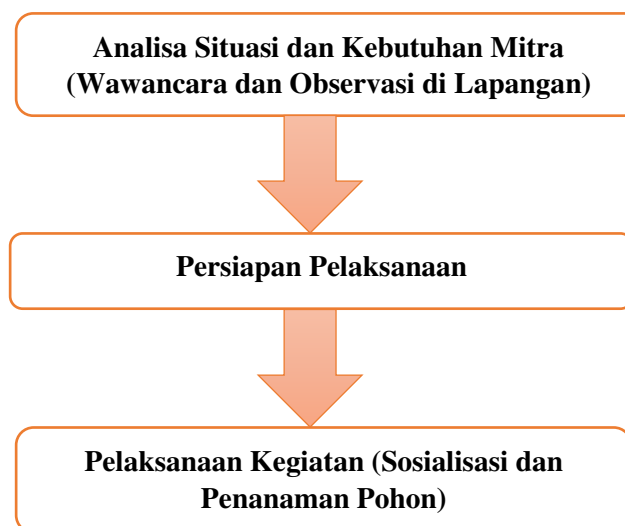 Analisa Situasi dan Kebutuhan Mitra
(Wawancara dan Observasi di Lapangan)
Persiapan Pelaksanaan
Pelaksanaan Kegiatan (Sosialisasi dan
Penanaman Pohon)